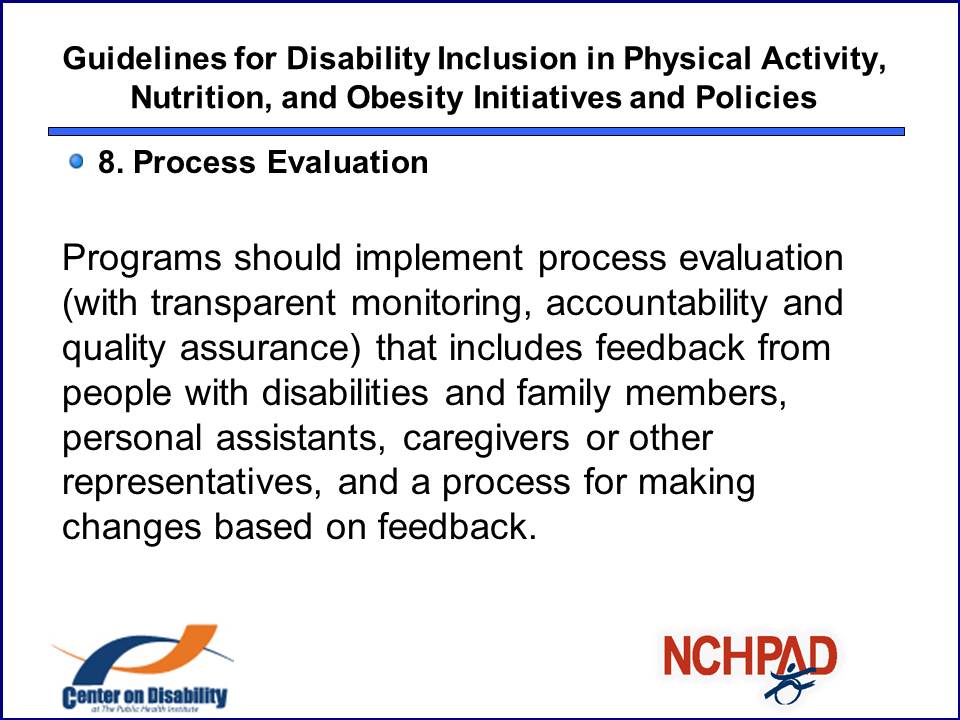 Guidelines for Disability Inclusion in Physical Activity,
Nutrition, and Obesity Initiatives and Policies
8. Process Evaluation
Programs should implement process evaluation
(with transparent monitoring, accountability and
quality assurance) that includes feedback from
people with disabilities and family members,
personal assistants, caregivers or other
representatives, and a process for making
changes based on feedback.
Center on Disability
at The Public Health Institute
NCHPAD